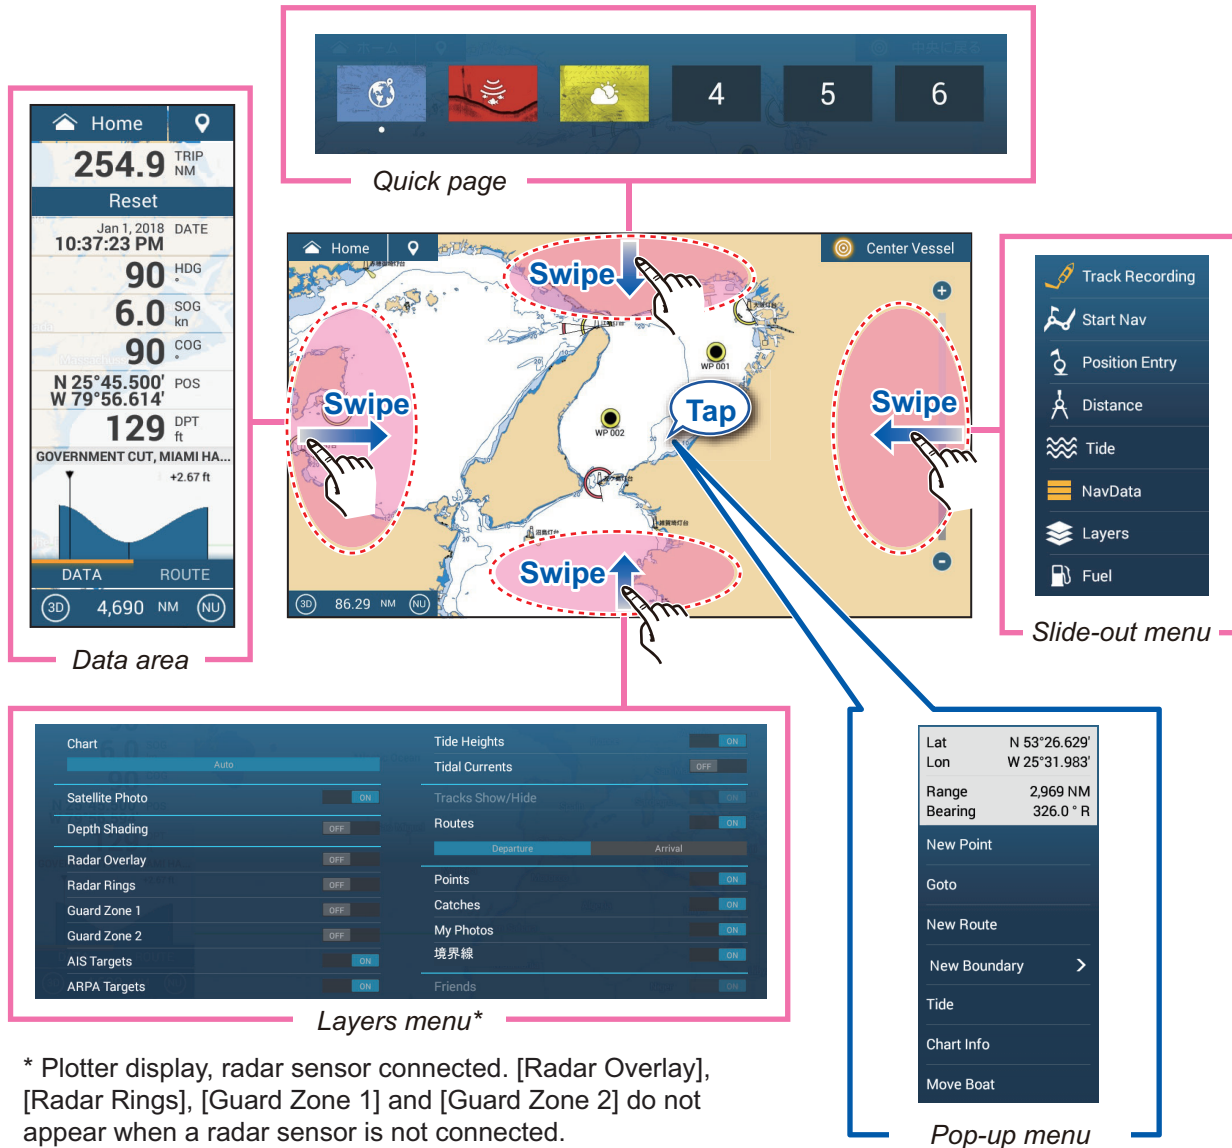 ホーム
中央に戻る
4
5
6
Quick page
Home
254.9 TRIP NM
Reset
Jan 1, 2018 DATE
10:37:23 PM
90 HDG °
6.0 SOG kn
90 COG °
N 25°45.500' POS
W 79°56.614'
129 DPT ft
GOVERNMENT CUT, MIAMI HA...
+2.67 ft
DATA ROUTE
3D 4,690 NM NU
Data area
Home
Center Vessel
Swipe
WP 001
Swipe
Tap
Swipe
WP 002
Swipe
3D 86.29 NM NU
Track Recording
Start Nav
Position Entry
Distance
Tide
NavData
Layers
Fuel
Slide-out menu
Chart
Auto
Satellite Photo ON
Depth Shading OFF
Radar Overlay OFF
Radar Rings OFF
Guard Zone 1 OFF
Guard Zone 2 OFF
AIS Targets ON
ARPA Targets ON
Tide Heights ON
Tidal Currents OFF
Tracks Show/Hide ON
Routes ON
Departure Arrival
Points ON
Catches ON
My Photos ON
境界線 ON
Friends ON
Layers menu*
Lat N 53°26.629'
Lon W 25°31.983'
Range 2,969 NM
Bearing 326.0 ° R
New Point
Goto
New Route
New Boundary >
Tide
Chart Info
Move Boat
Pop-up menu
* Plotter display, radar sensor connected. [Radar Overlay],
[Radar Rings], [Guard Zone 1] and [Guard Zone 2] do not
appear when a radar sensor is not connected.